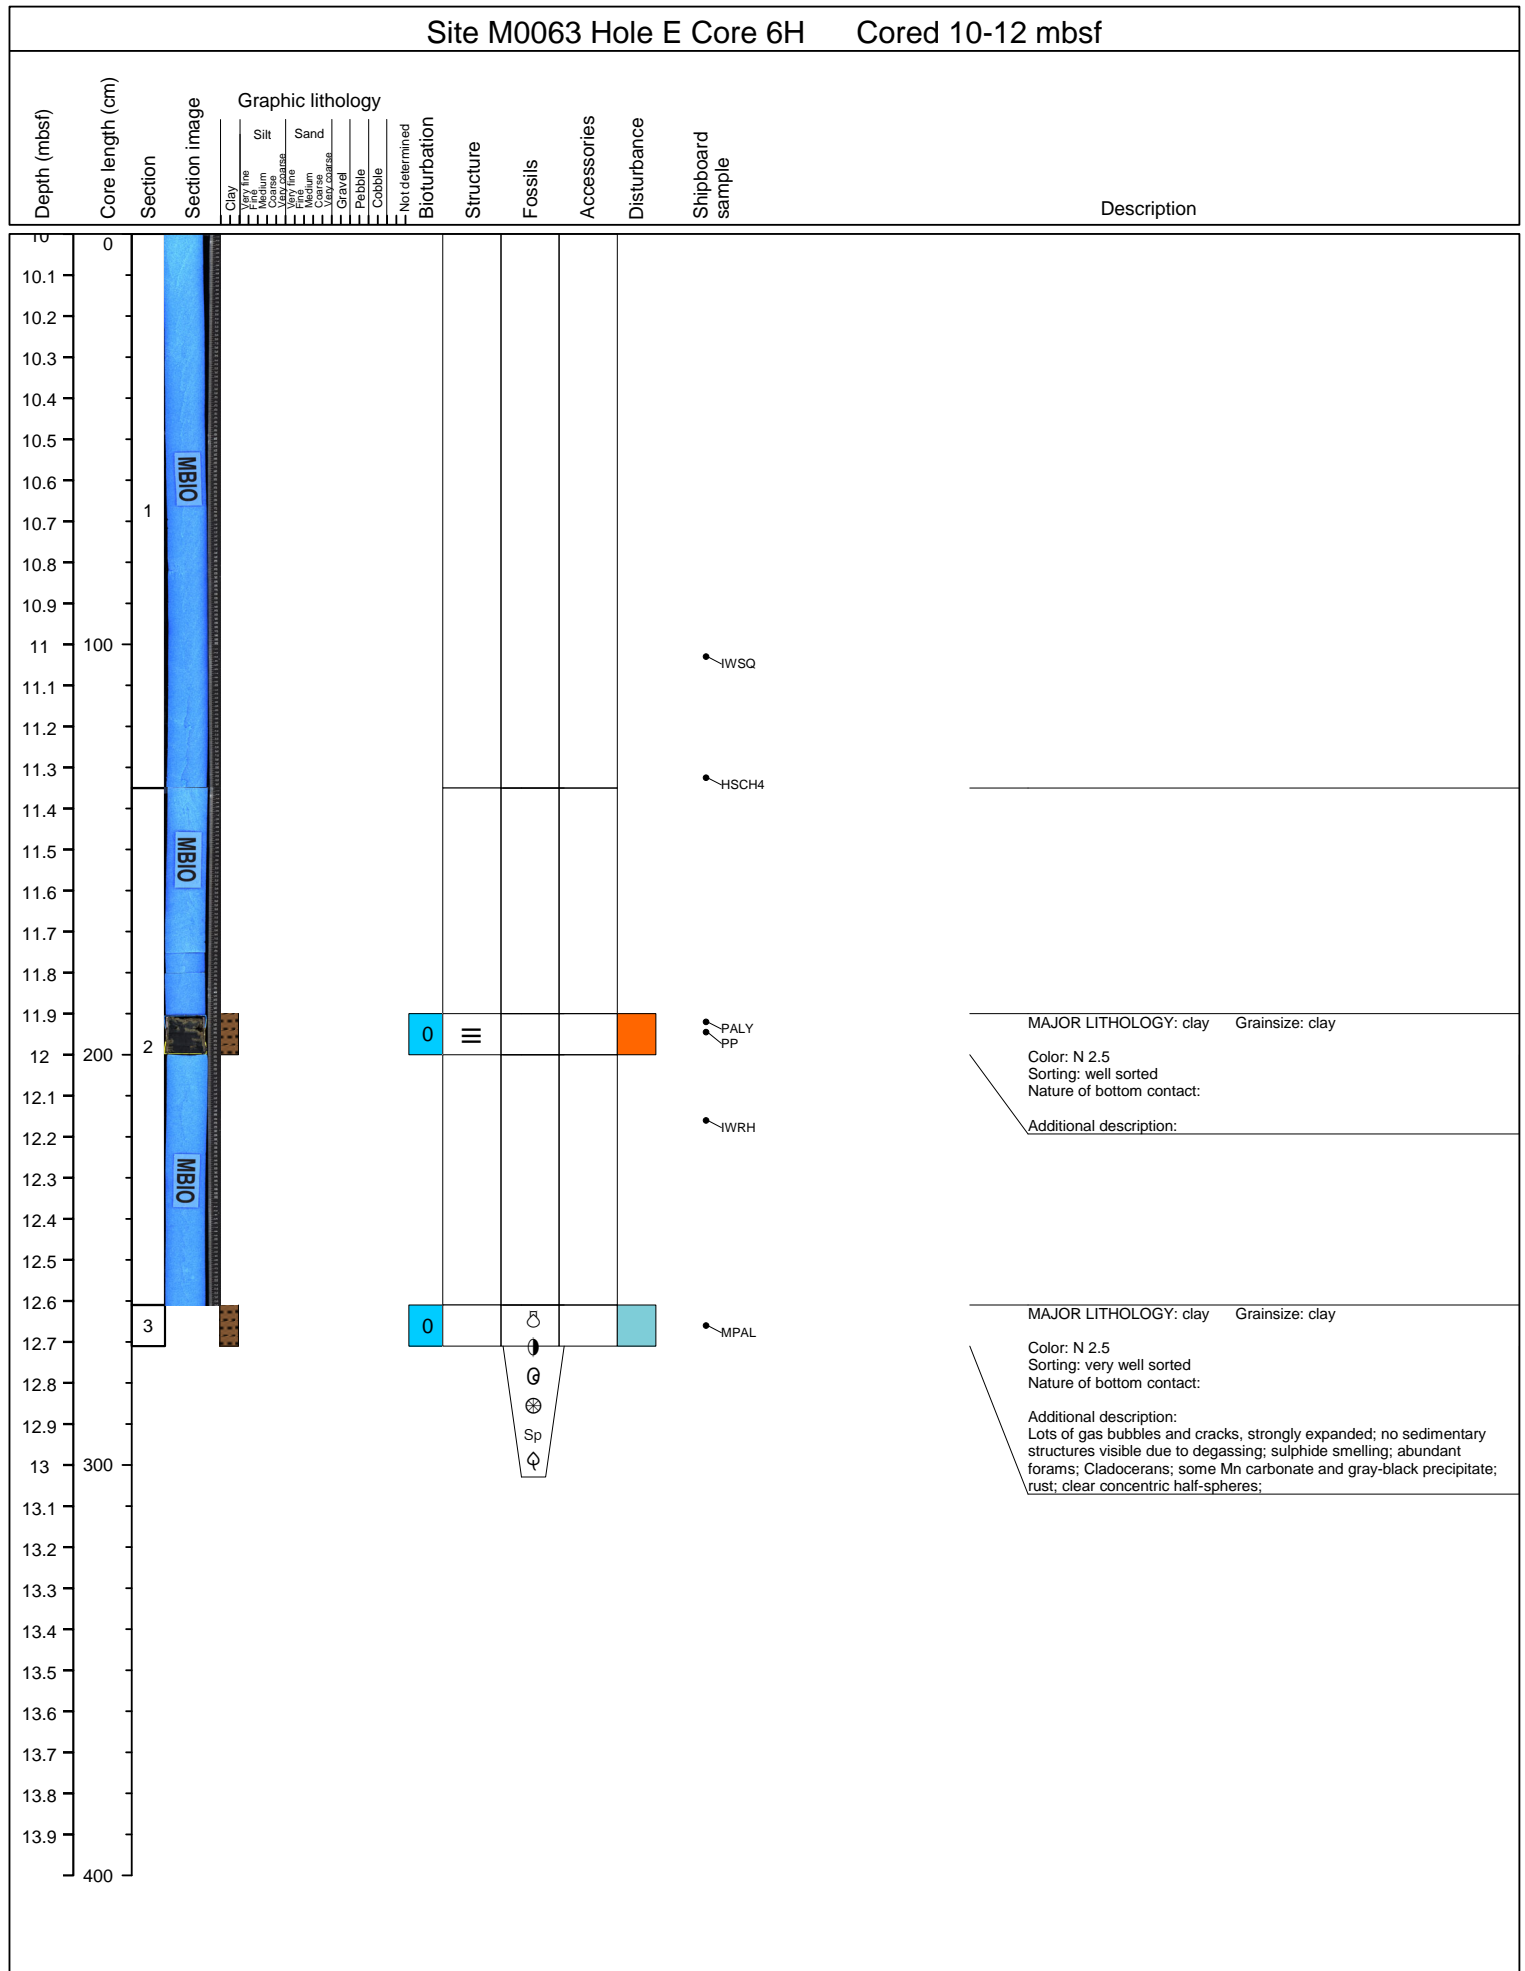 Site M0063 Hole E Core 6H Cored 10-12 mbsf
Depth (mbsf)
Core length (cm)
Section
Section image
Graphic lithology
Clay
Silt
Very fine
Fine
Medium
Coarse
Very coarse
Sand
Very fine
Fine
Medium
Coarse
Very coarse
Gravel
Pebble
Cobble
Not determined
Bioturbation
Structure
Fossils
Accessories
Disturbance
Shipboard
sample
Description
10
10.1
10.2
10.3
10.4
10.5
10.6
10.7
10.8
10.9
11
11.1
11.2
11.3
11.4
11.5
11.6
11.7
11.8
11.9
12
12.1
12.2
12.3
12.4
12.5
12.6
12.7
12.8
12.9
13
13.1
13.2
13.3
13.4
13.5
13.6
13.7
13.8
13.9
0
100
200
300
400
1
2
3
MBIO
MBIO
MBIO
0
0
Sp
IWSQ
HSCH4
PALY
PP
IWRH
MPAL
MAJOR LITHOLOGY: clay Grainsize: clay
Color: N 2.5
Sorting: well sorted
Nature of bottom contact:
Additional description:
MAJOR LITHOLOGY: clay Grainsize: clay
Color: N 2.5
Sorting: very well sorted
Nature of bottom contact:
Additional description:
Lots of gas bubbles and cracks, strongly expanded; no sedimentary
structures visible due to degassing; sulphide smelling; abundant
forams; Cladocerans; some Mn carbonate and gray-black precipitate;
rust; clear concentric half-spheres;